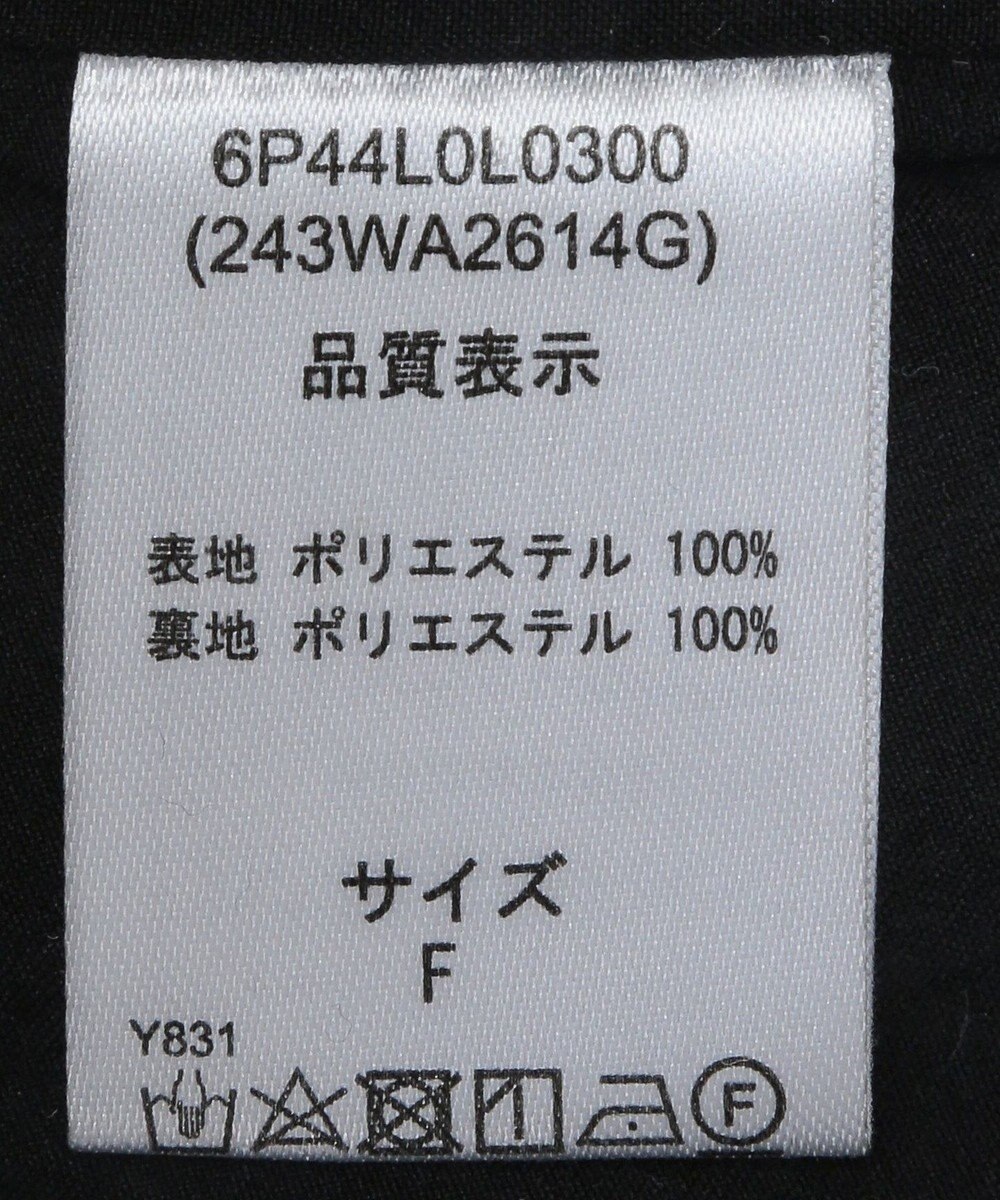 6P44L0L0300
(243WA2614G)
品質表示
表地 ポリエステル 100%
裏地 ポリエステル 100%
サイズ
F
Y831
F